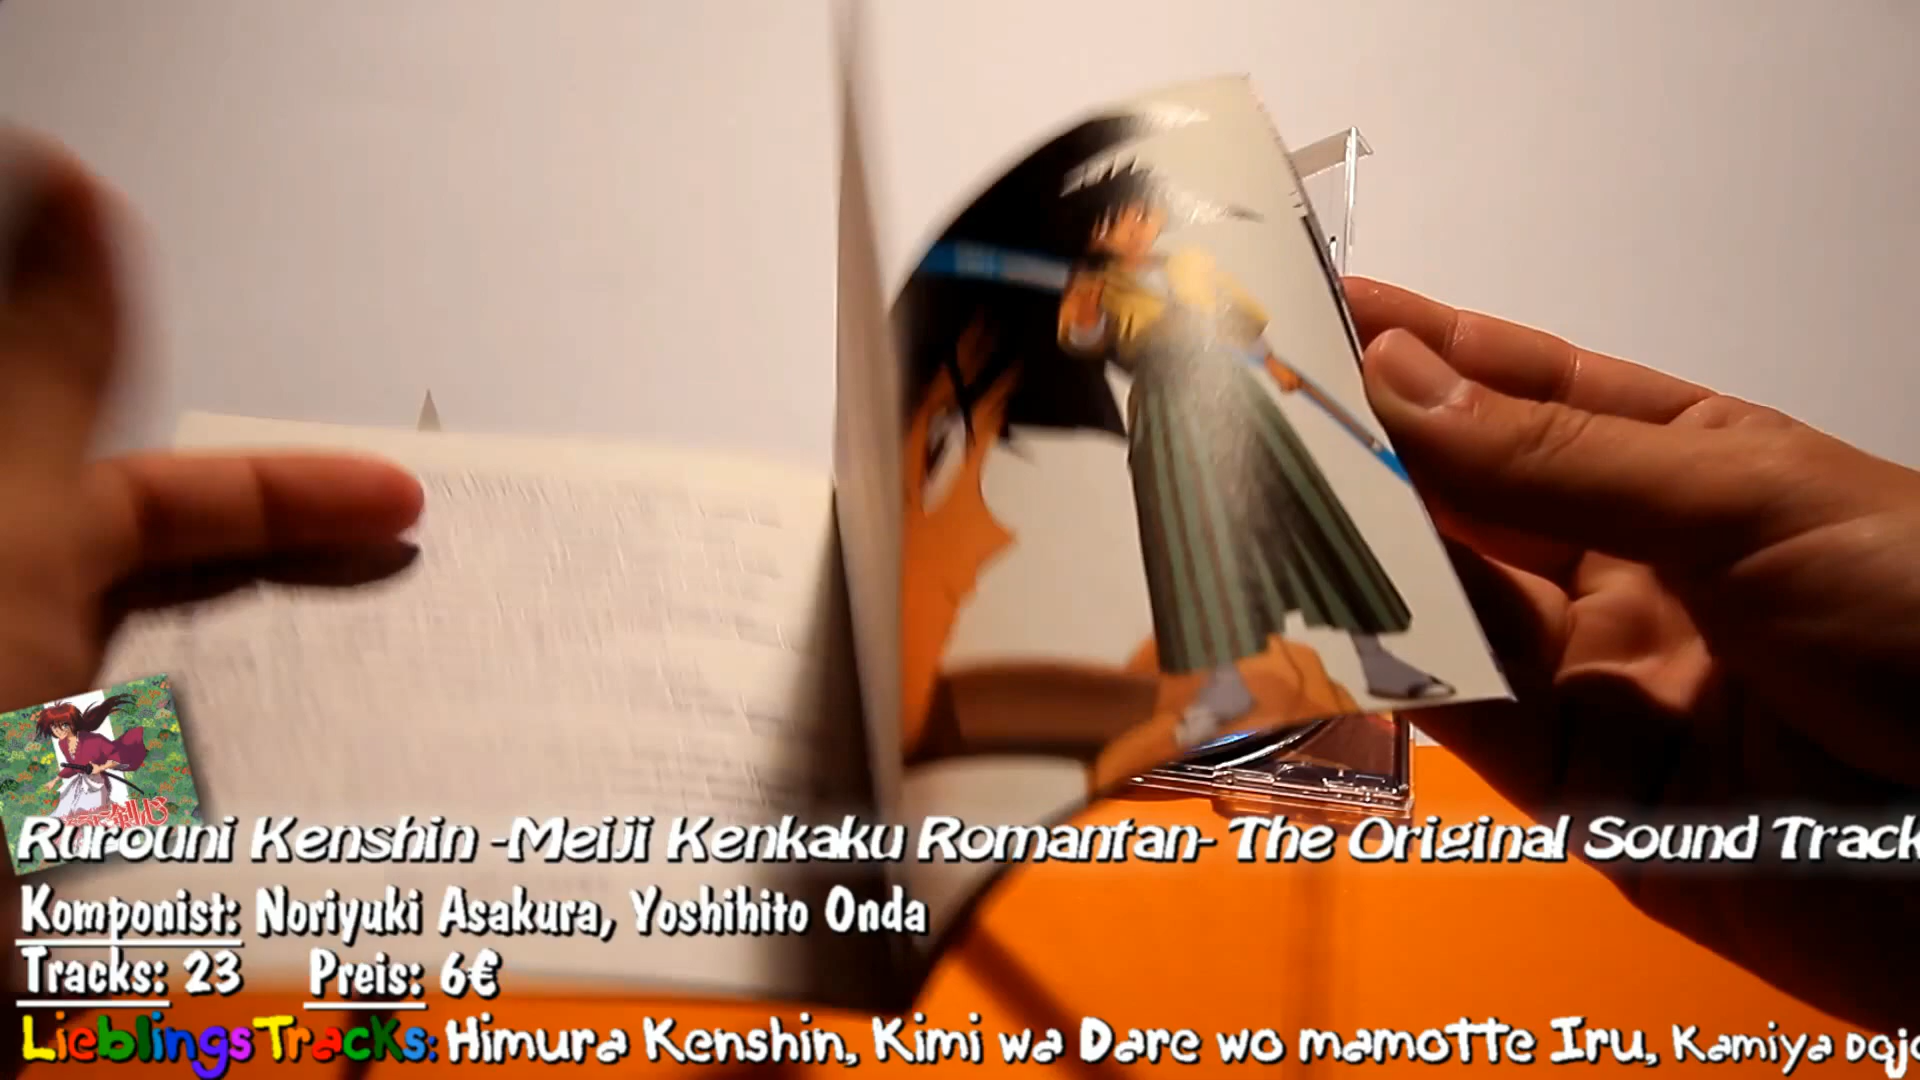 Rurouni Kenshin -Meiji Kenkaku Romantan- The Original Sound Track
Komponist: Noriyuki Asakura, Yoshihito Onda
Tracks: 23 Preis: 6€
LieblingsTracks: Himura Kenshin, Kimi wa Dare wo mamotte Iru, Kamiya Dojo